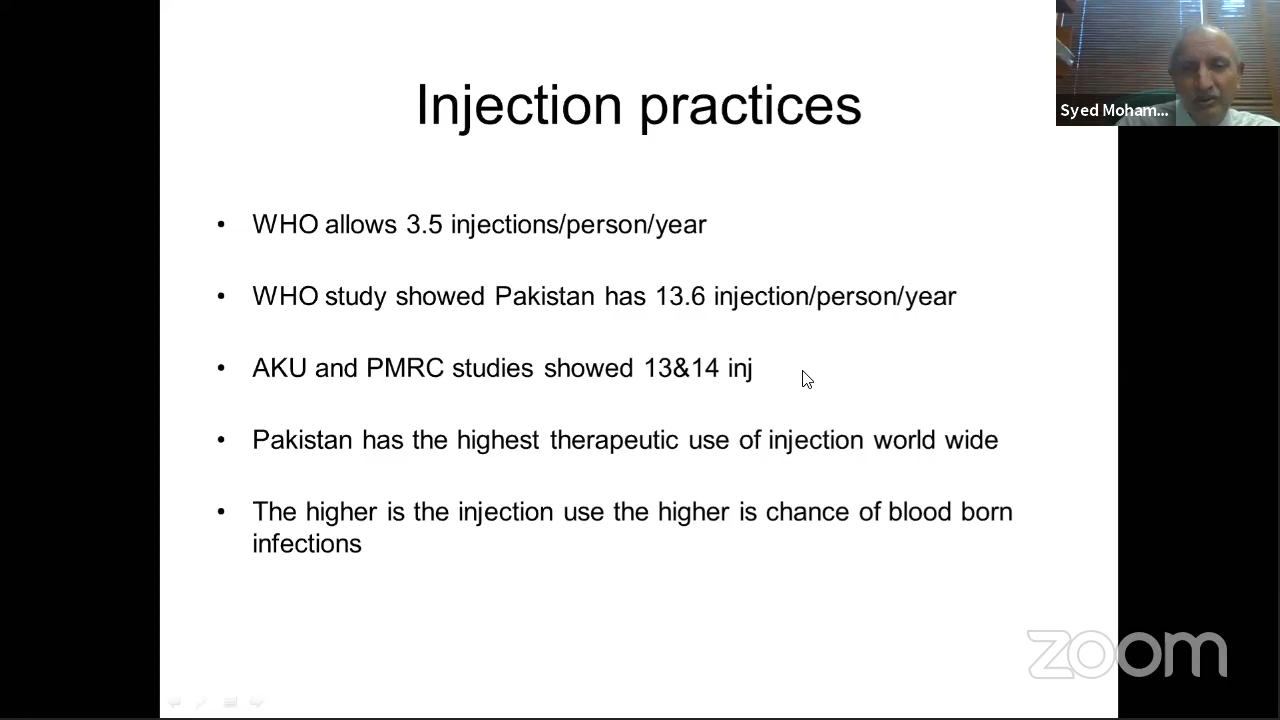 Injection practices
Syed Moham...
• WHO allows 3.5 injections/person/year
• WHO study showed Pakistan has 13.6 injection/person/year
• AKU and PMRC studies showed 13&14 inj
• Pakistan has the highest therapeutic use of injection world wide
• The higher is the injection use the higher is chance of blood born
infections
zoom